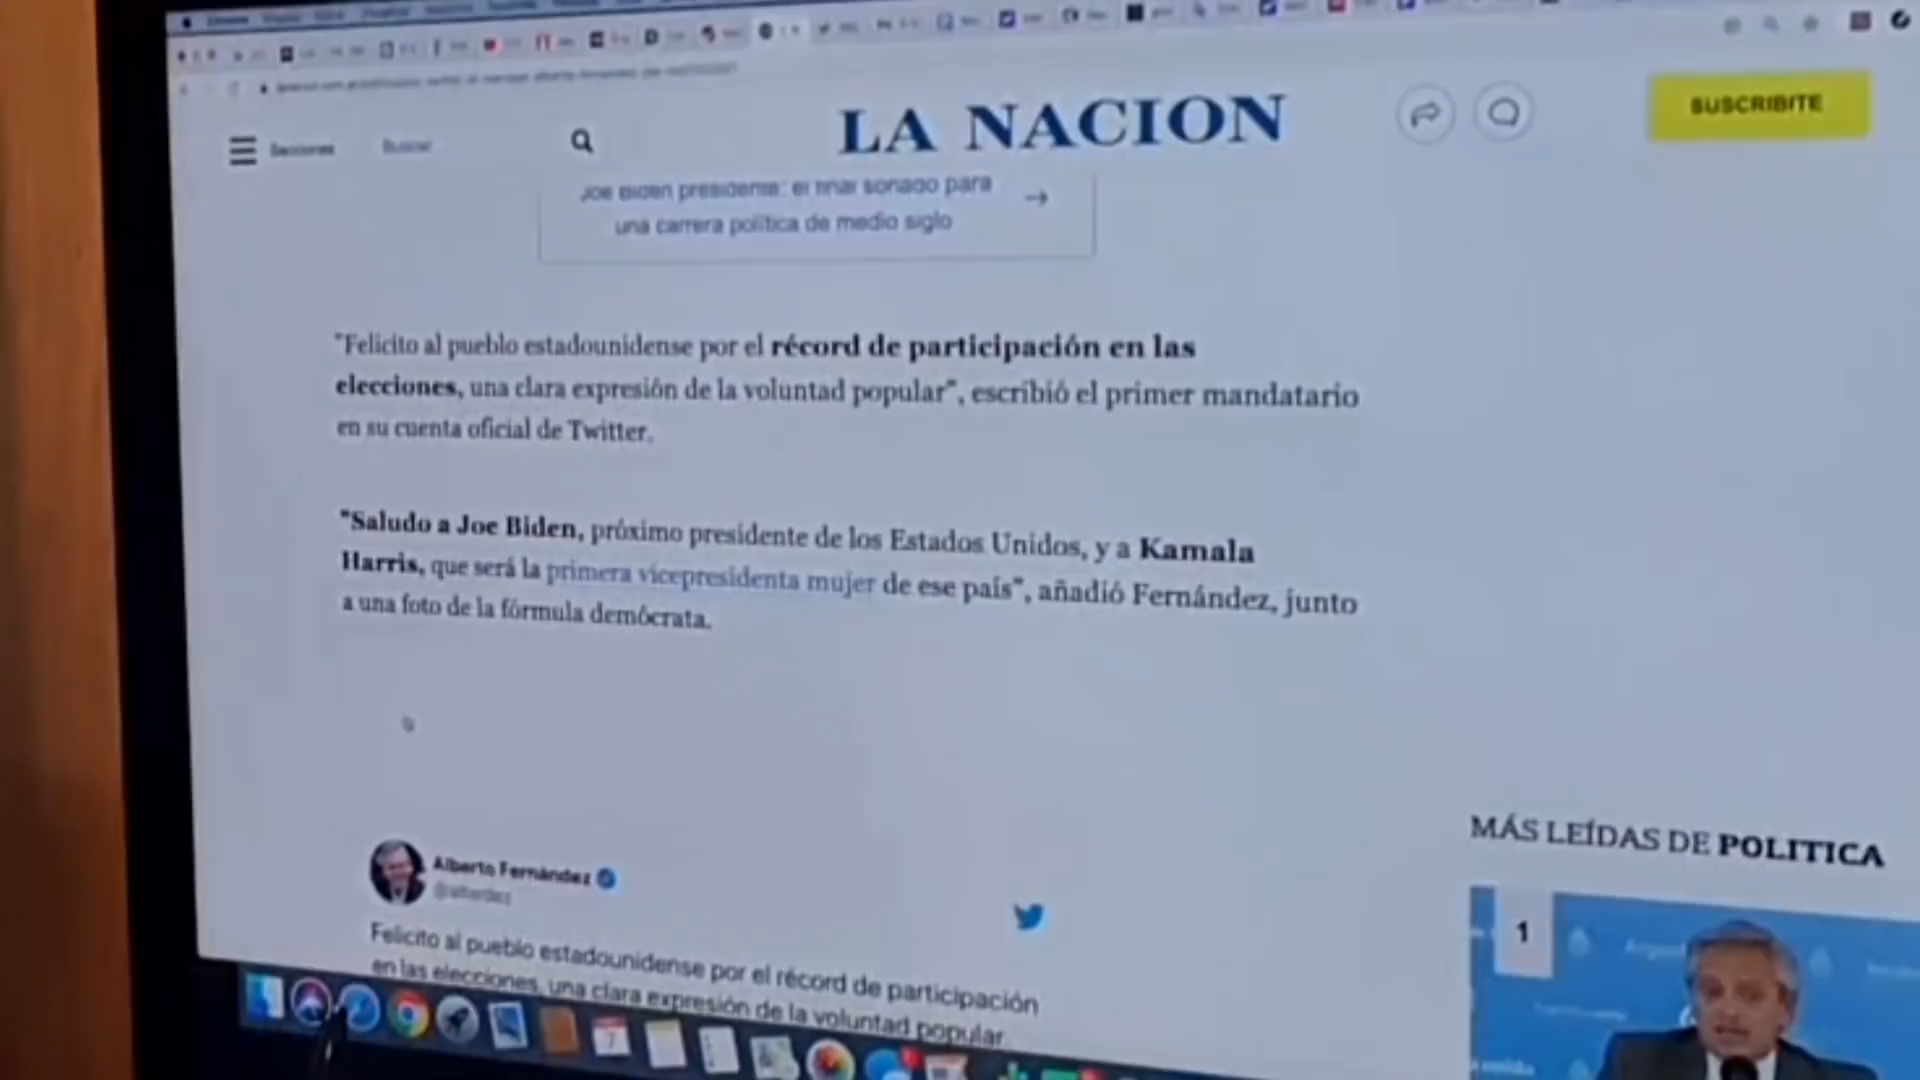 Secciones
Buscar
LA NACION
SUSCRIBITE
Joe Biden presidente: el final soñado para
una carrera política de medio siglo
"Felicito al pueblo estadounidense por el récord de participación en las
elecciones, una clara expresión de la voluntad popular", escribió el primer mandatario
en su cuenta oficial de Twitter.
"Saludo a Joe Biden, próximo presidente de los Estados Unidos, y a Kamala
Harris, que será la primera vicepresidenta mujer de ese país", añadió Fernández, junto
a una foto de la fórmula demócrata.
Alberto Fernández
@alferdez
Felicito al pueblo estadounidense por el récord de participación
en las elecciones, una clara expresión de la voluntad popular.
MÁS LEÍDAS DE POLITICA
1
7